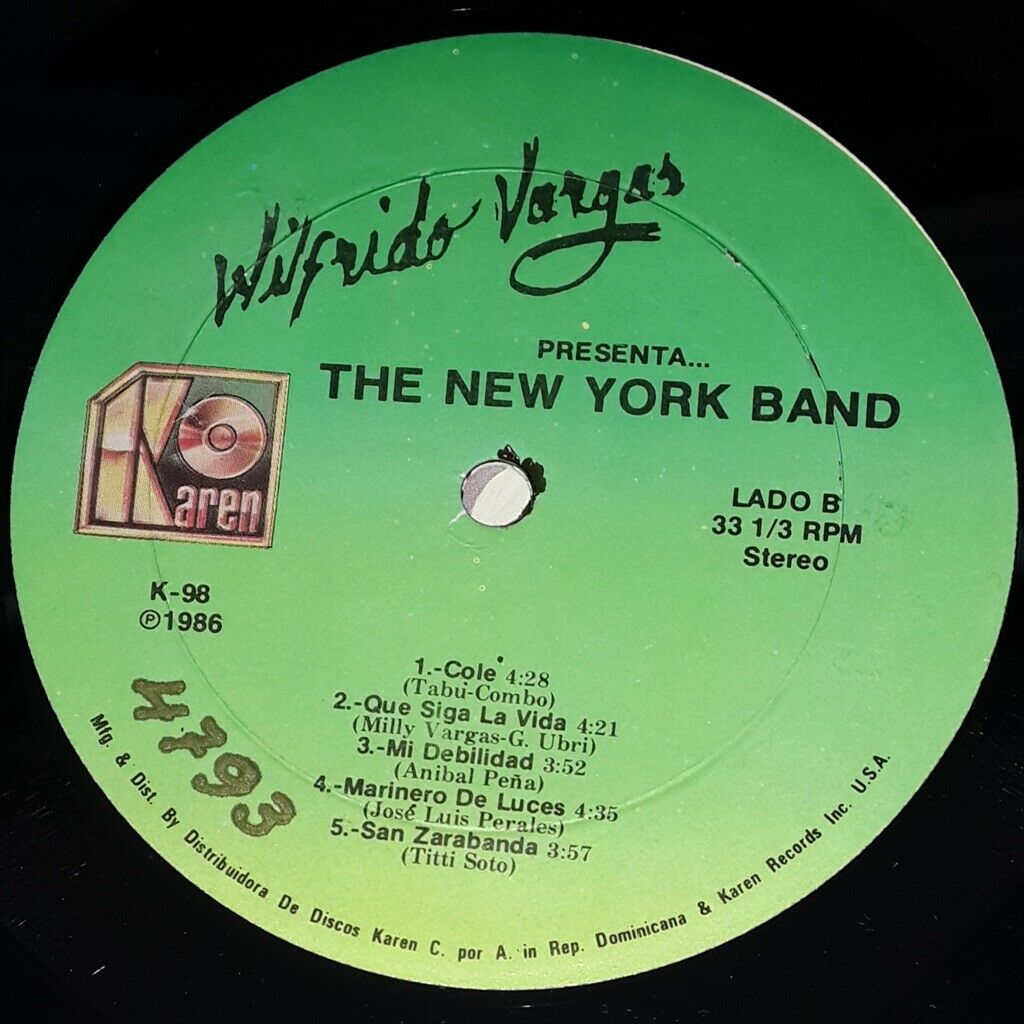 Wilfrido Vargas
PRESENTA...
THE NEW YORK BAND
Karen
LADO B
33 1/3 RPM
Stereo
K-98
℗1986
1.-Cole' 4:28
(Tabú-Combo)
2.-Que Siga La Vida 4:21
(Milly Vargas-G. Ubri)
3.-Mi Debilidad 3:52
(Anibal Peña)
4.-Marinero De Luces 4:35
(José Luis Perales)
5.-San Zarabanda 3:57
(Titti Soto)
4793
Mfg. & Dist. By Distribuidora De Discos Karen C. por A. in Rep. Dominicana & Karen Records Inc. U.S.A.